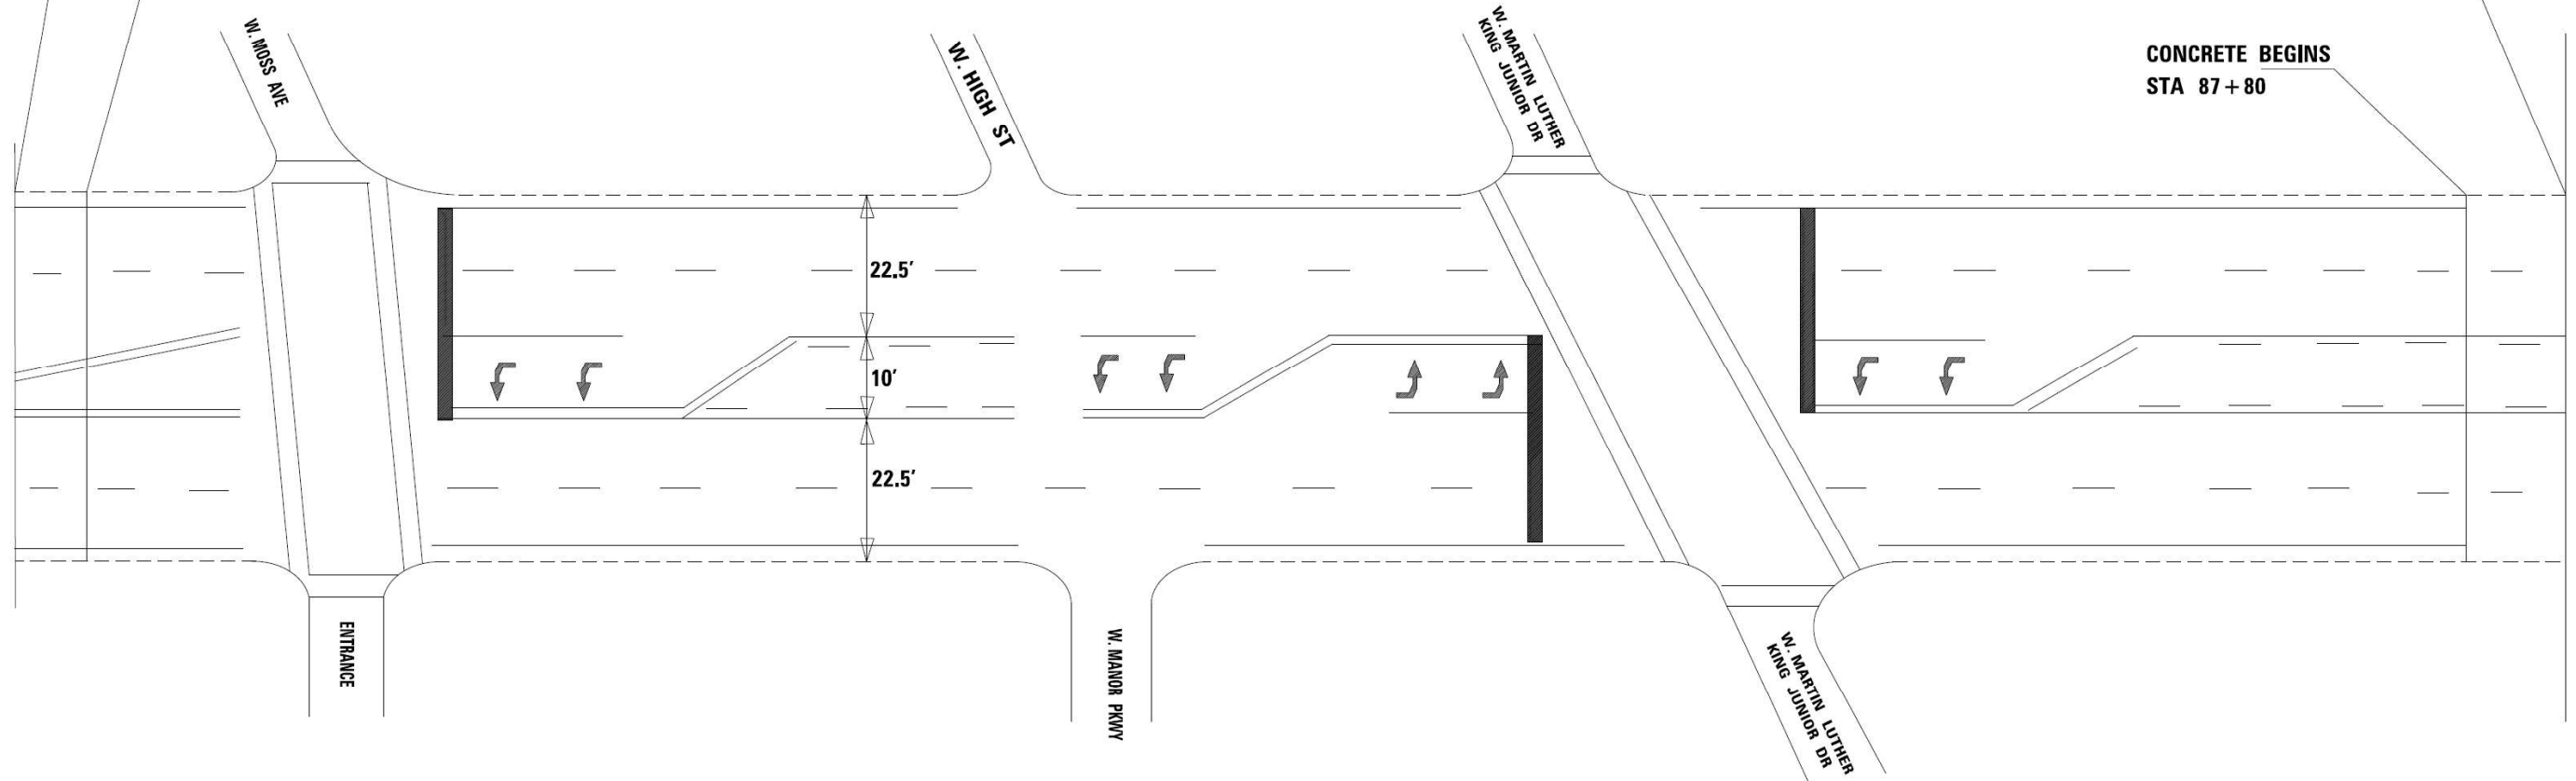 W. MOSS AVE
W. HIGH ST
W. MARTIN LUTHER
KING JUNIOR DR
CONCRETE BEGINS
STA 87+80
22.5'
10'
22.5'
ENTRANCE
W. MANOR PKWY
W. MARTIN LUTHER
KING JUNIOR DR